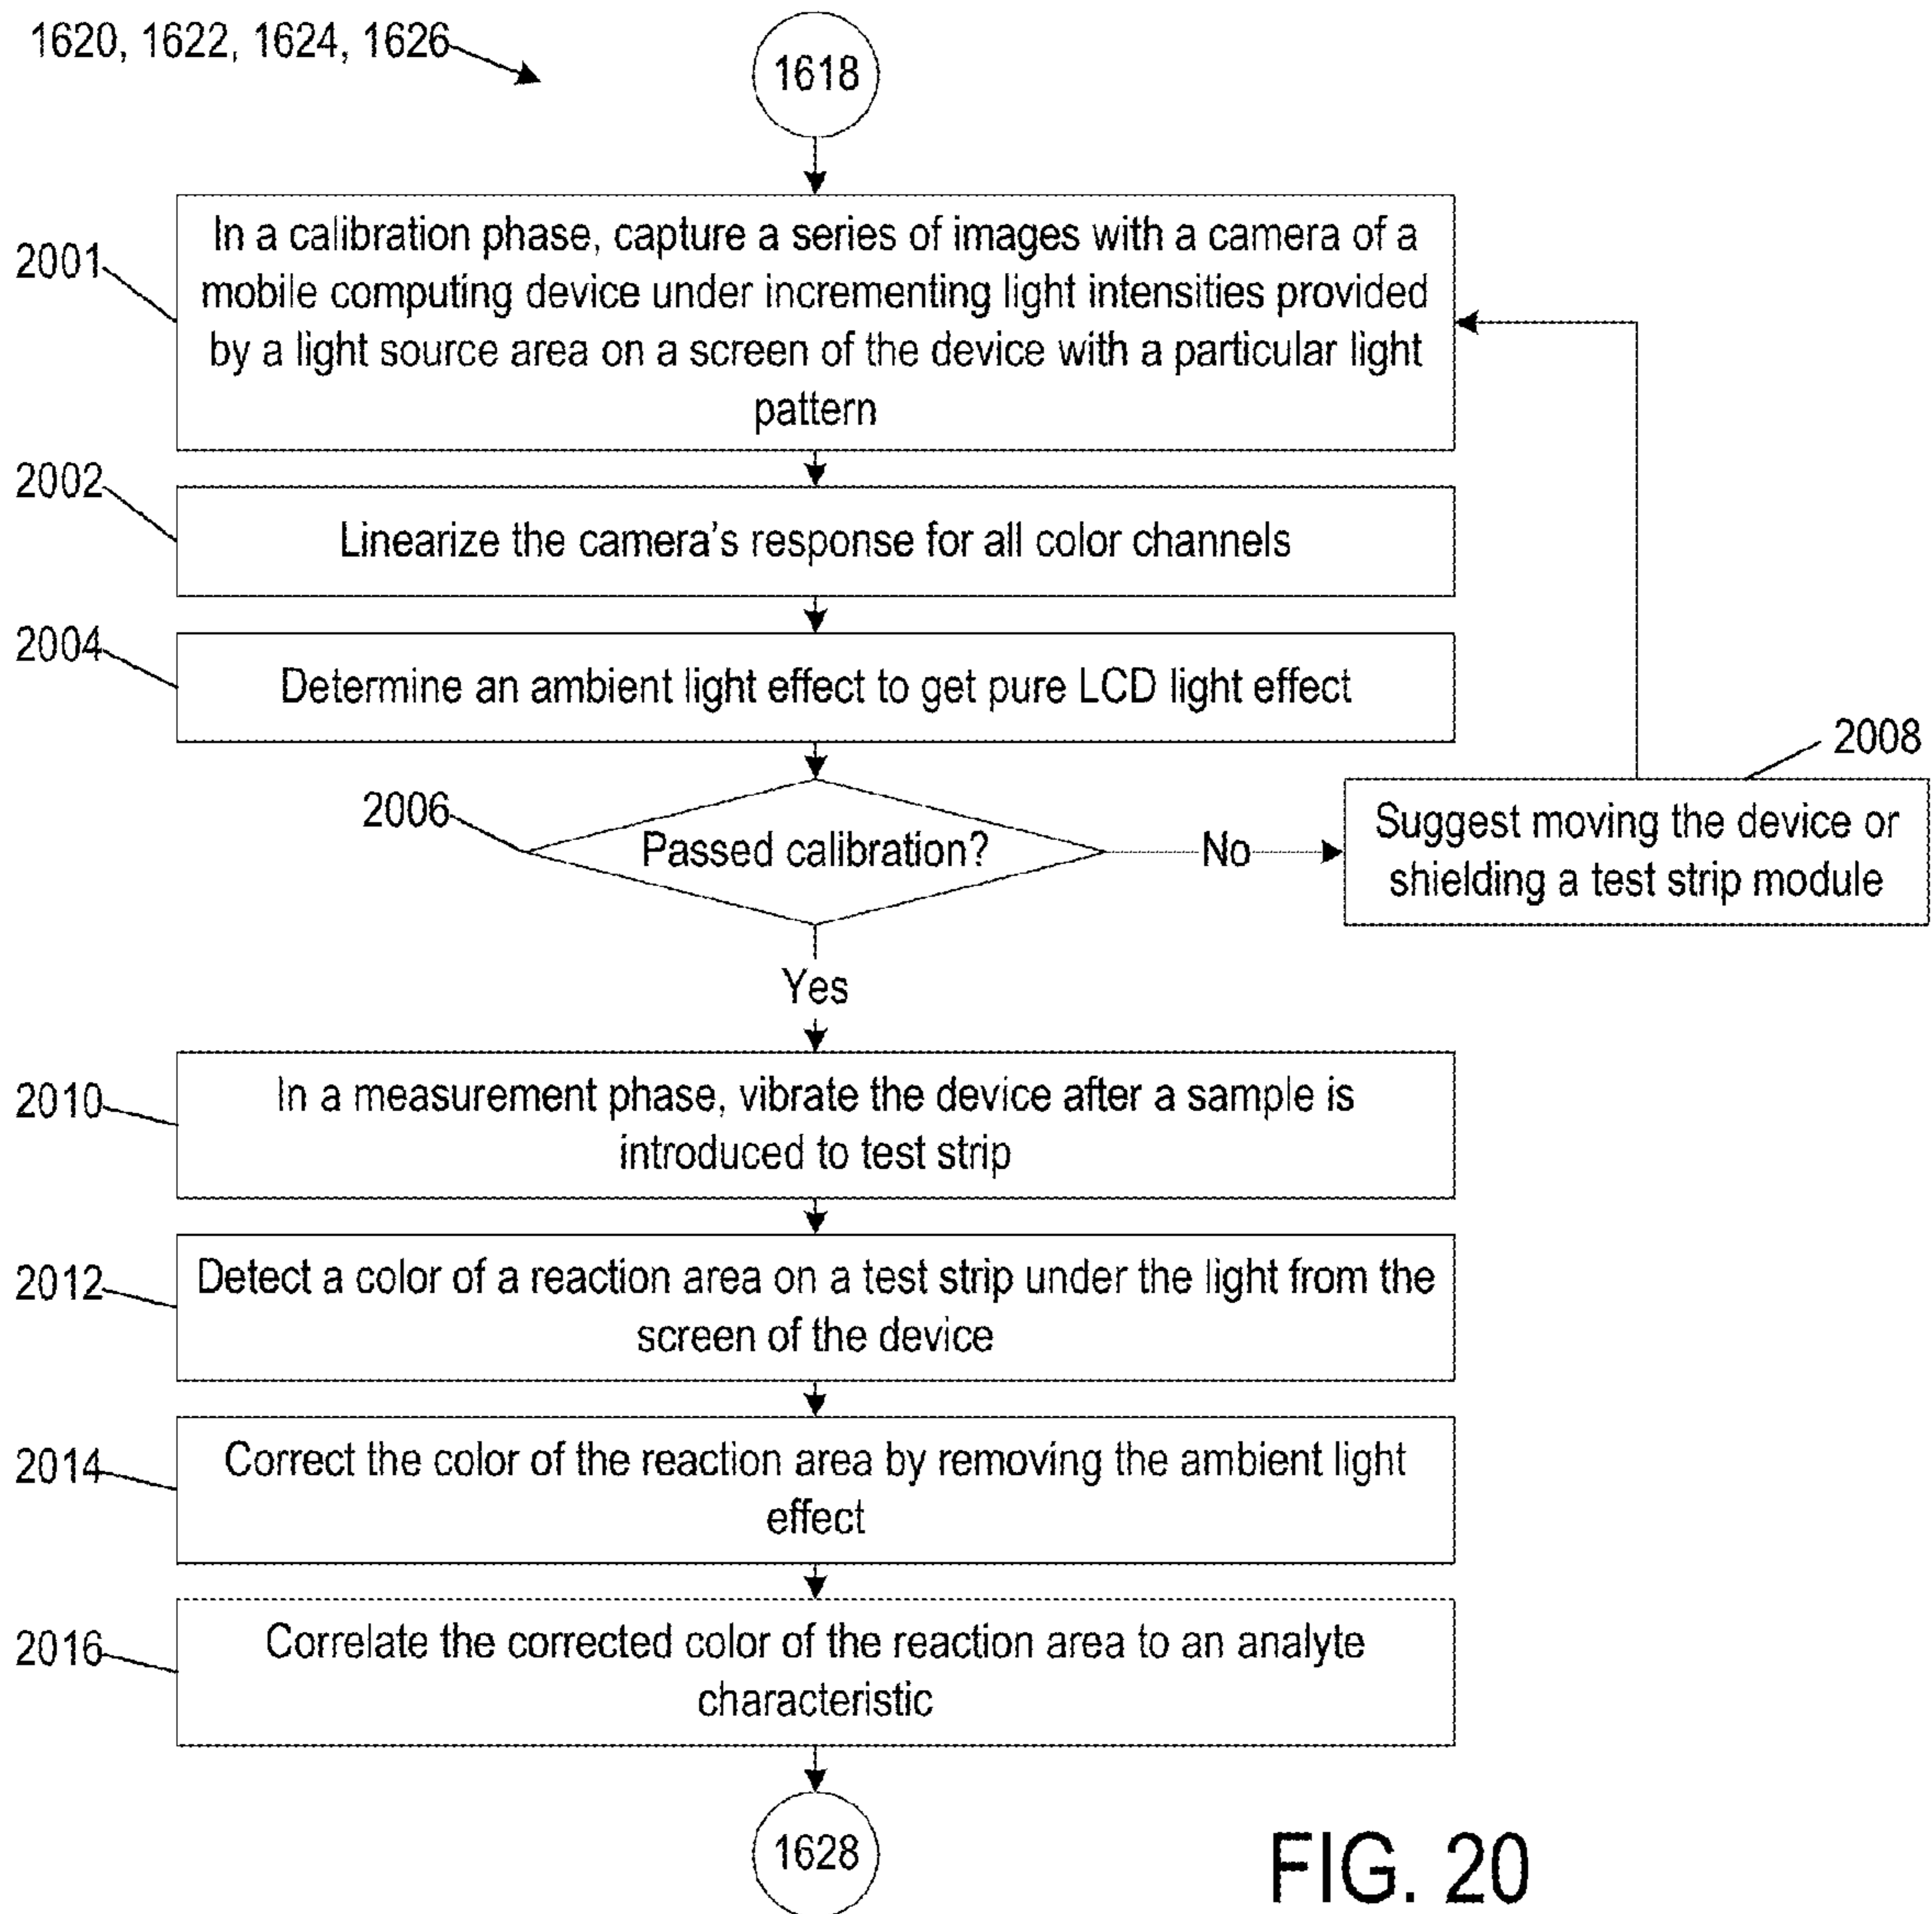 1620, 1622, 1624, 1626
1618
2001
In a calibration phase, capture a series of images with a camera of a
mobile computing device under incrementing light intensities provided
by a light source area on a screen of the device with a particular light
pattern
2002
Linearize the camera's response for all color channels
2004
Determine an ambient light effect to get pure LCD light effect
2006
Passed calibration?
No
2008
Suggest moving the device or
shielding a test strip module
Yes
2010
In a measurement phase, vibrate the device after a sample is
introduced to test strip
2012
Detect a color of a reaction area on a test strip under the light from the
screen of the device
2014
Correct the color of the reaction area by removing the ambient light
effect
2016
Correlate the corrected color of the reaction area to an analyte
characteristic
1628
FIG. 20